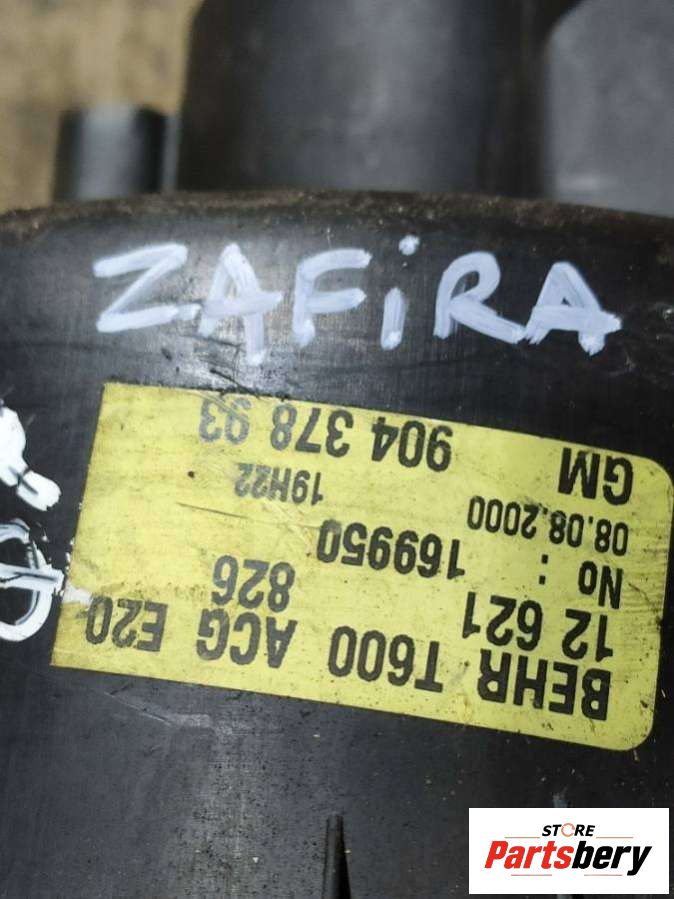 ZAFiRA
BEHR T600 ACG E20
12 621 826
No : 169950
08.08.2000 19H22
GM 904 378 93
STORE
Partsbery